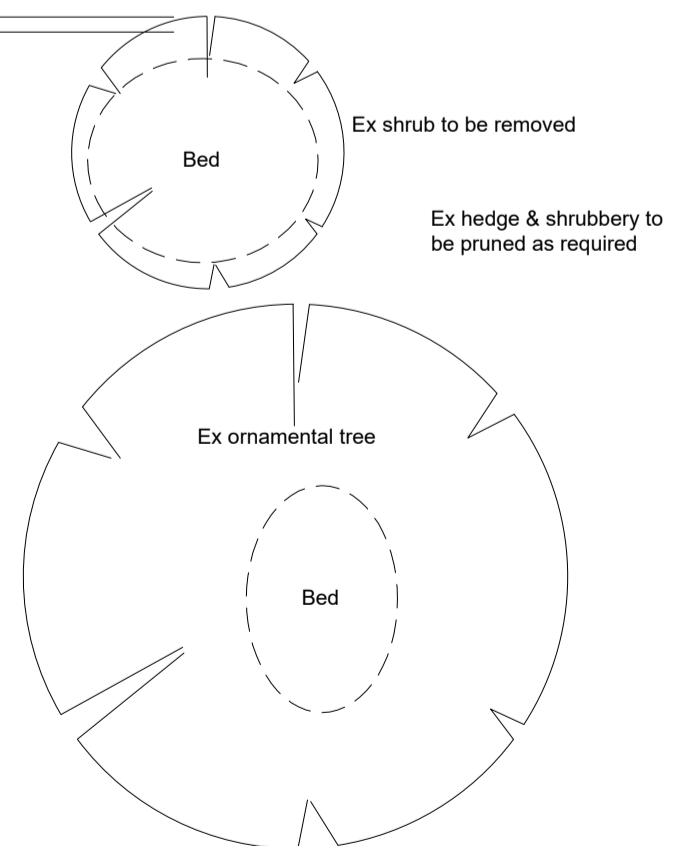 Ex shrub to be removed
Bed
Ex hedge & shrubbery to
be pruned as required
Ex ornamental tree
Bed